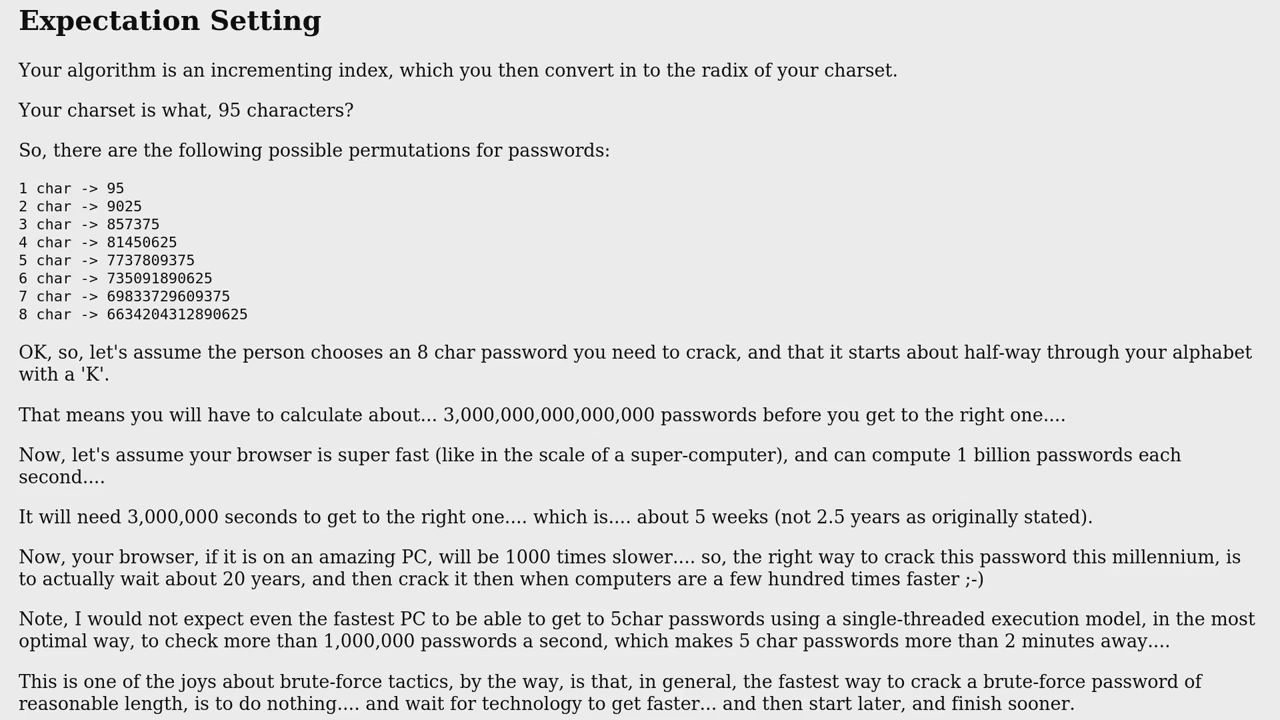 Expectation Setting
Your algorithm is an incrementing index, which you then convert in to the radix of your charset.
Your charset is what, 95 characters?
So, there are the following possible permutations for passwords:
1 char -> 95
2 char -> 9025
3 char -> 857375
4 char -> 81450625
5 char -> 7737809375
6 char -> 735091890625
7 char -> 69833729609375
8 char -> 6634204312890625
OK, so, let's assume the person chooses an 8 char password you need to crack, and that it starts about half-way through your alphabet
with a 'K'.
That means you will have to calculate about... 3,000,000,000,000,000 passwords before you get to the right one....
Now, let's assume your browser is super fast (like in the scale of a super-computer), and can compute 1 billion passwords each
second....
It will need 3,000,000 seconds to get to the right one.... which is.... about 5 weeks (not 2.5 years as originally stated).
Now, your browser, if it is on an amazing PC, will be 1000 times slower.... so, the right way to crack this password this millennium, is
to actually wait about 20 years, and then crack it then when computers are a few hundred times faster ;-)
Note, I would not expect even the fastest PC to be able to get to 5char passwords using a single-threaded execution model, in the most
optimal way, to check more than 1,000,000 passwords a second, which makes 5 char passwords more than 2 minutes away....
This is one of the joys about brute-force tactics, by the way, is that, in general, the fastest way to crack a brute-force password of
reasonable length, is to do nothing.... and wait for technology to get faster... and then start later, and finish sooner.